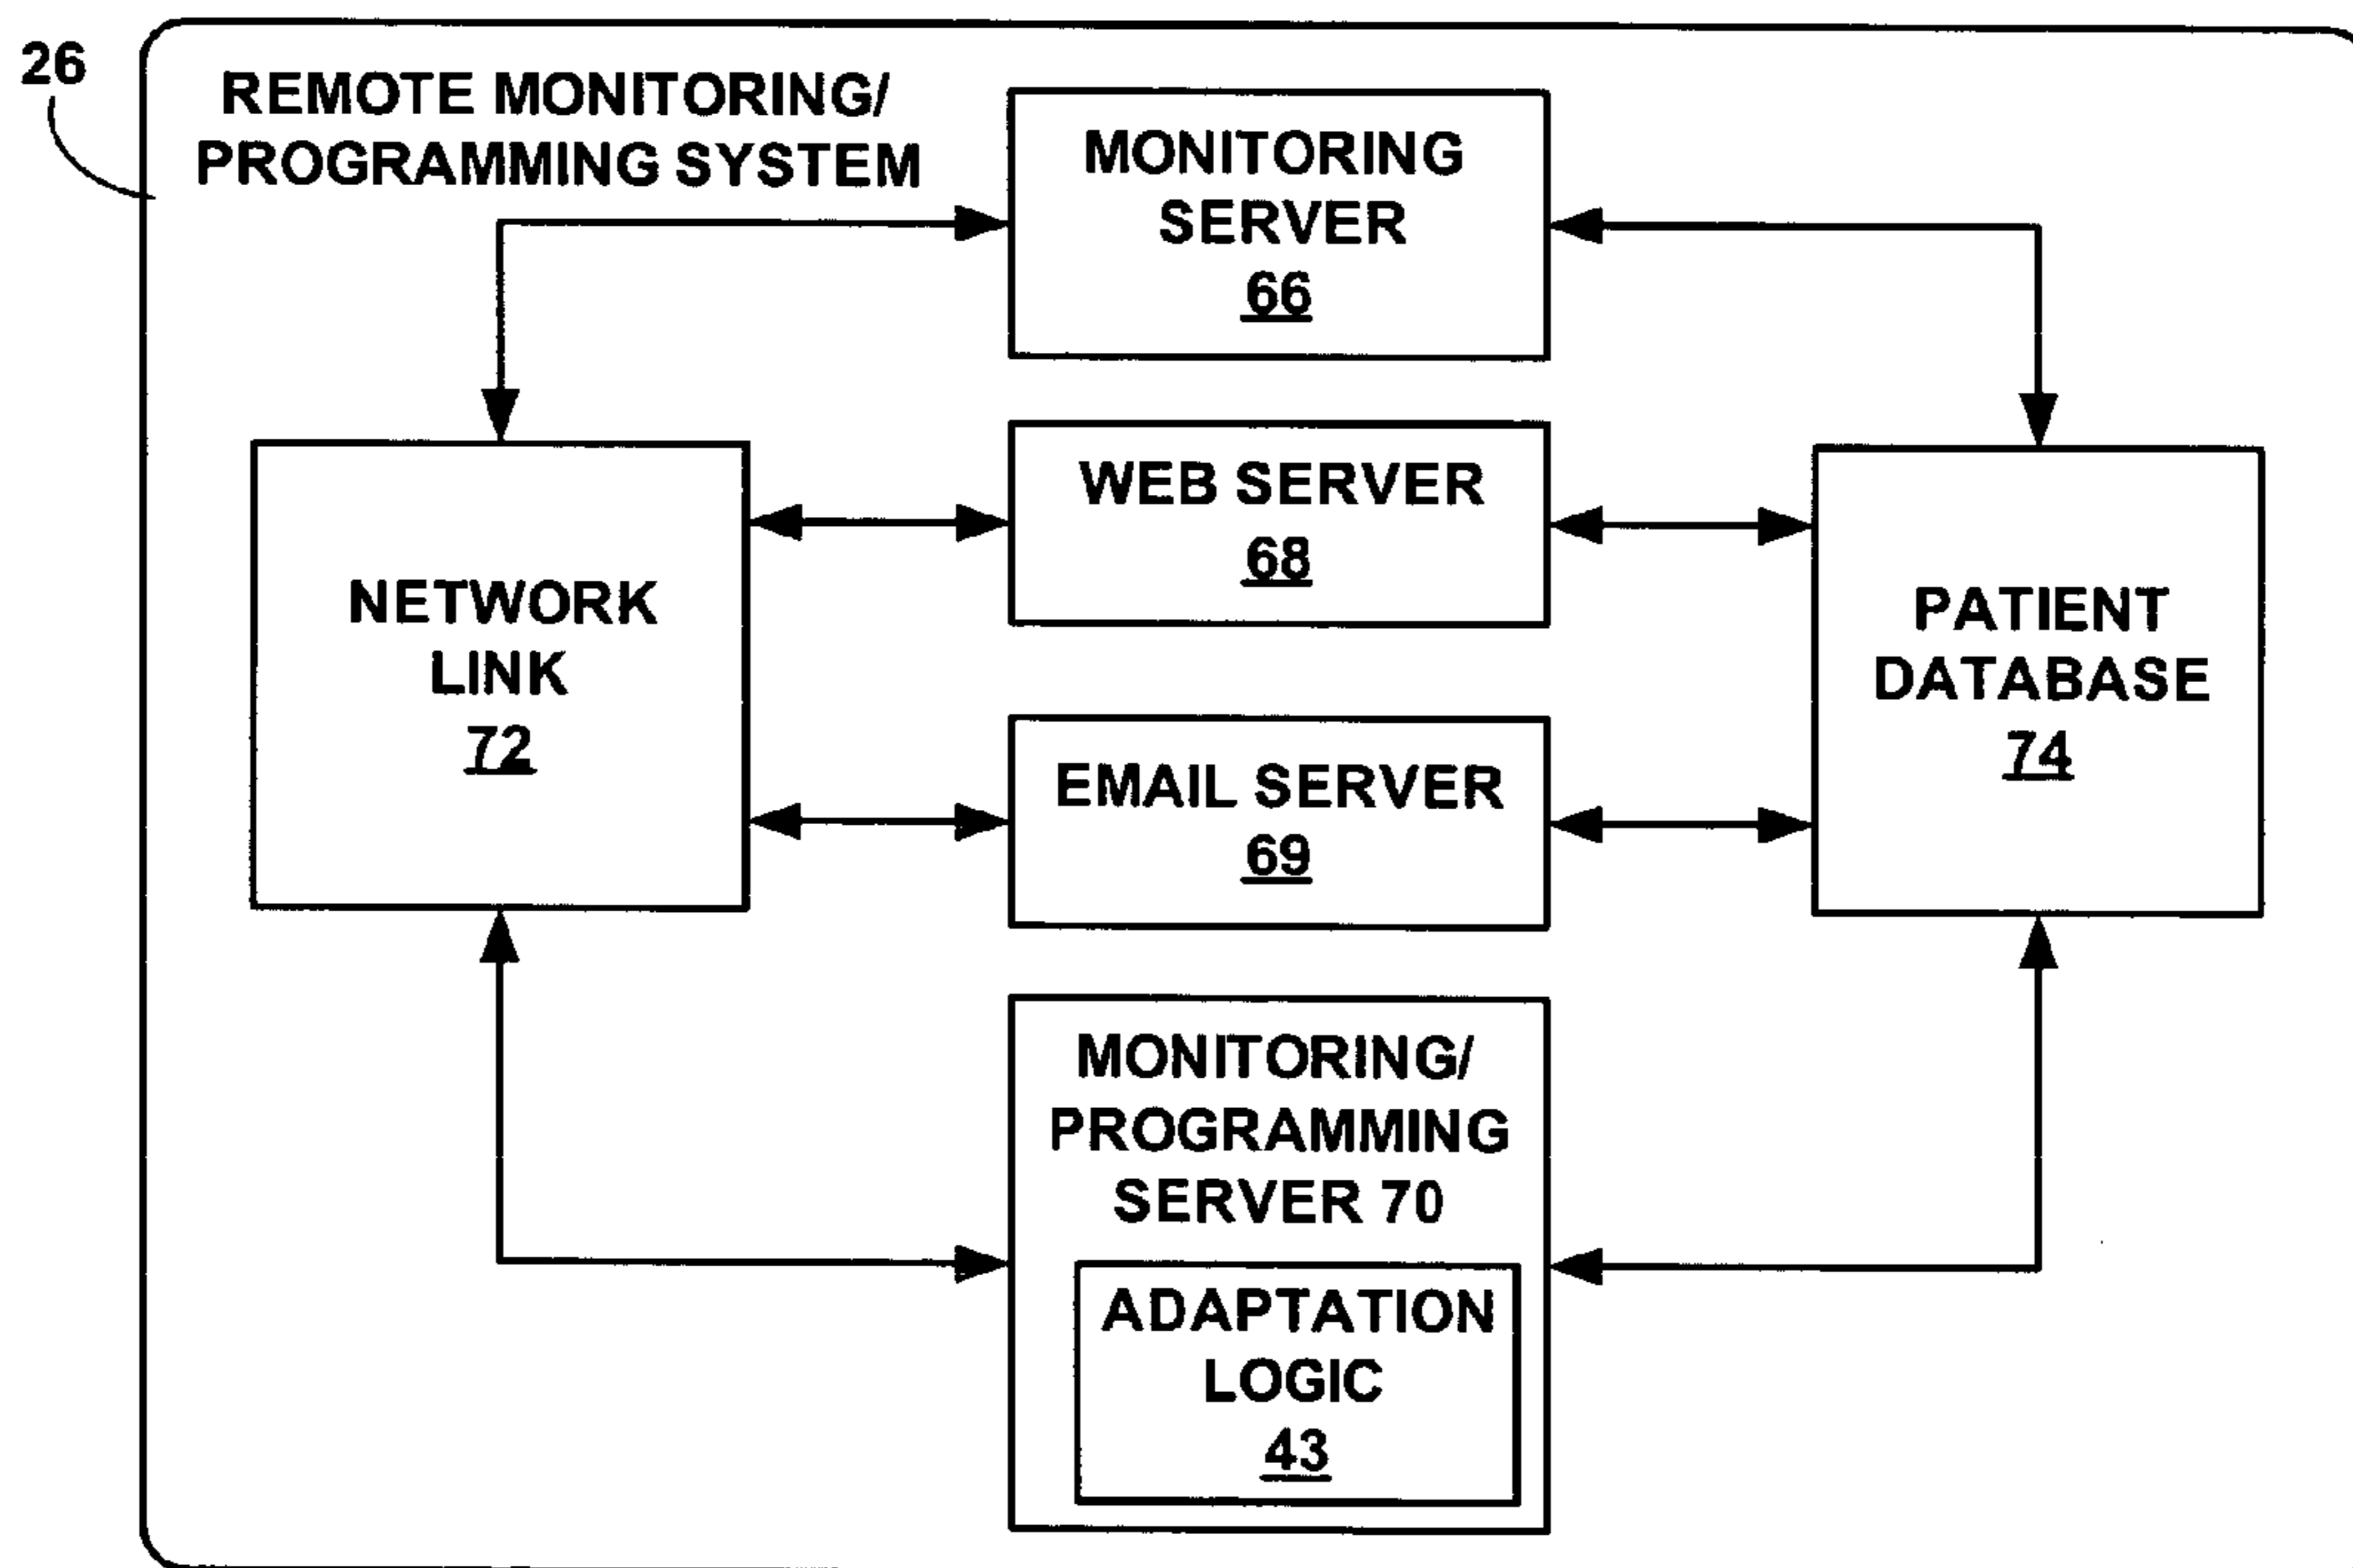 26
REMOTE MONITORING/
PROGRAMMING SYSTEM
MONITORING
SERVER
66
WEB SERVER
68
NETWORK
LINK
72
PATIENT
DATABASE
74
EMAIL SERVER
69
MONITORING/
PROGRAMMING
SERVER 70
ADAPTATION
LOGIC
43